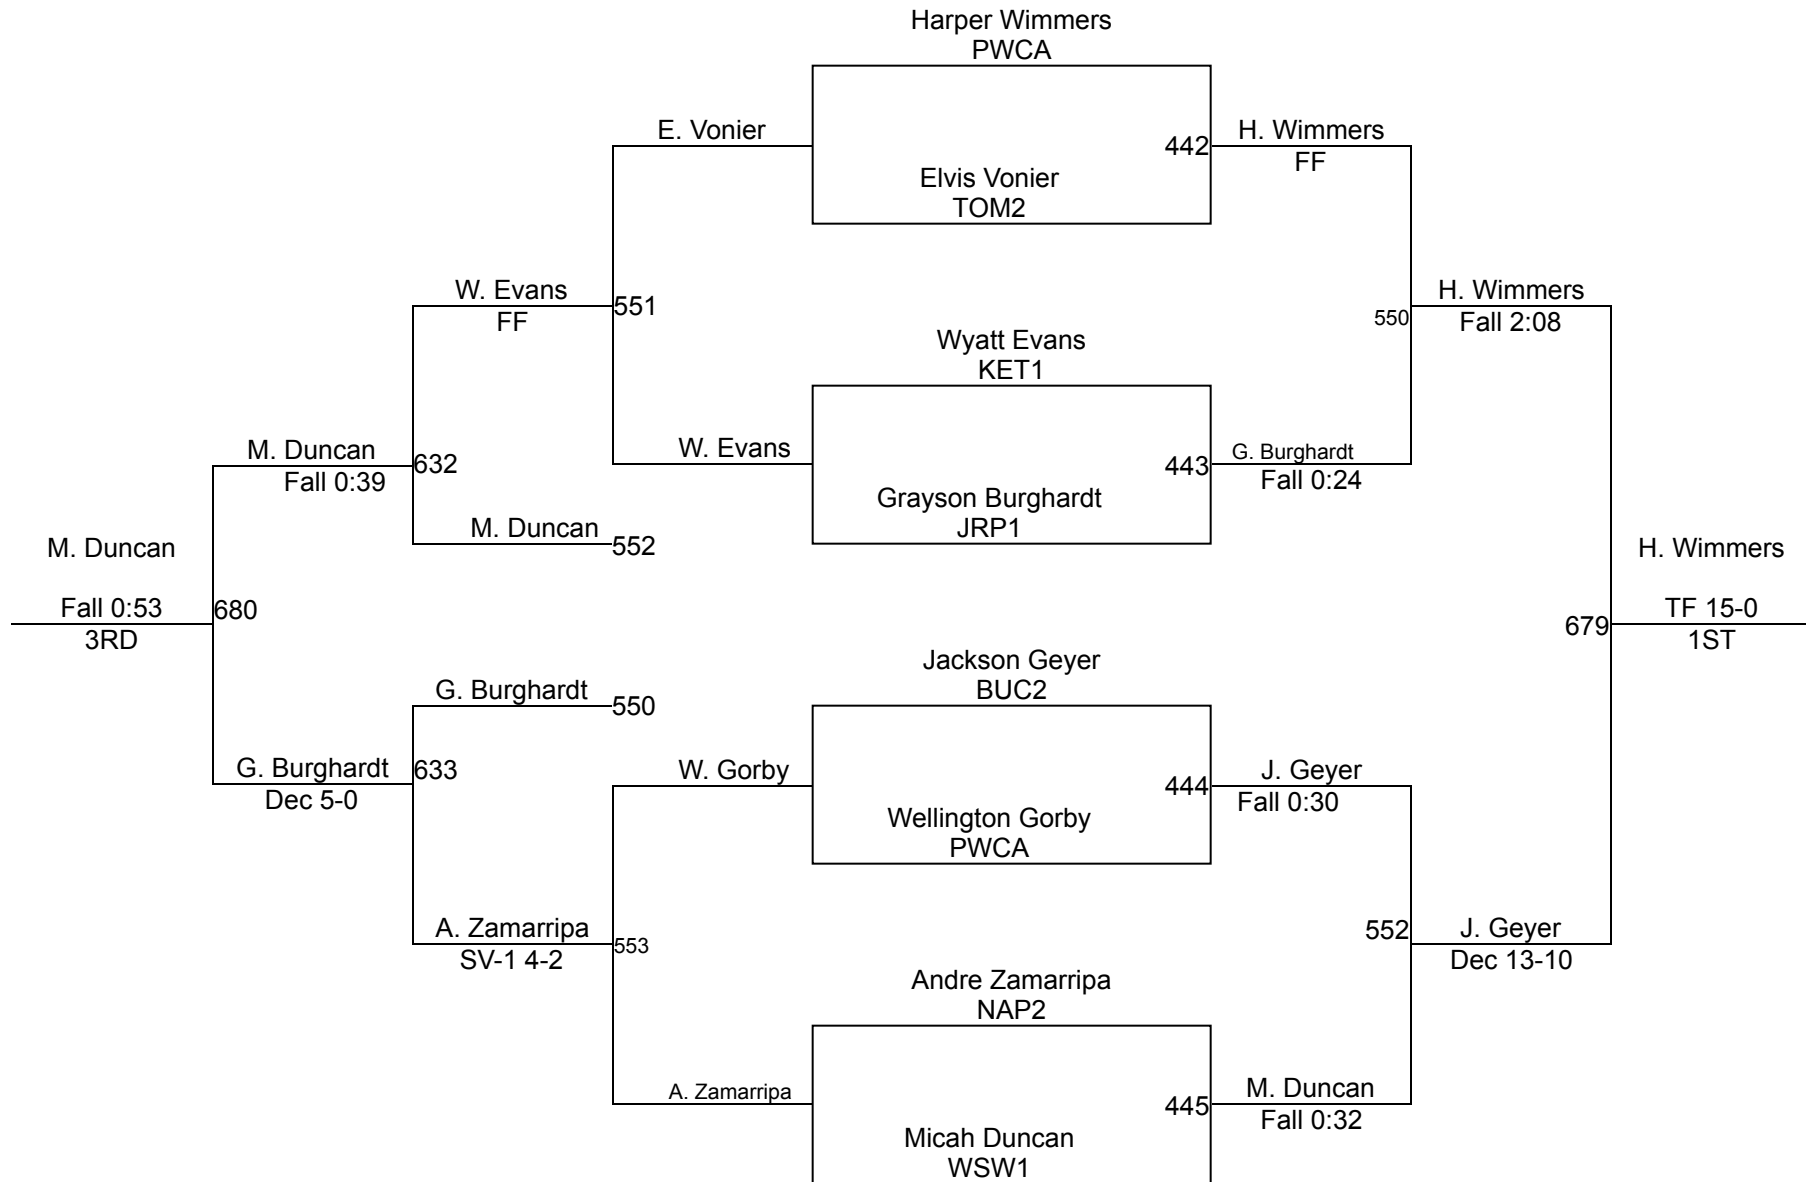 Harper Wimmers
PWCA
E. Vonier
442
H. Wimmers
FF
Elvis Vonier
TOM2
W. Evans
FF
551
550
H. Wimmers
Fall 2:08
Wyatt Evans
KET1
M. Duncan
Fall 0:39
632
W. Evans
443
G. Burghardt
Fall 0:24
Grayson Burghardt
JRP1
M. Duncan
552
M. Duncan
Fall 0:53
3RD
680
H. Wimmers
679
TF 15-0
1ST
Jackson Geyer
BUC2
G. Burghardt
550
G. Burghardt
Dec 5-0
633
W. Gorby
444
J. Geyer
Fall 0:30
Wellington Gorby
PWCA
A. Zamarripa
SV-1 4-2
553
552
J. Geyer
Dec 13-10
Andre Zamarripa
NAP2
A. Zamarripa
445
M. Duncan
Fall 0:32
Micah Duncan
WSW1